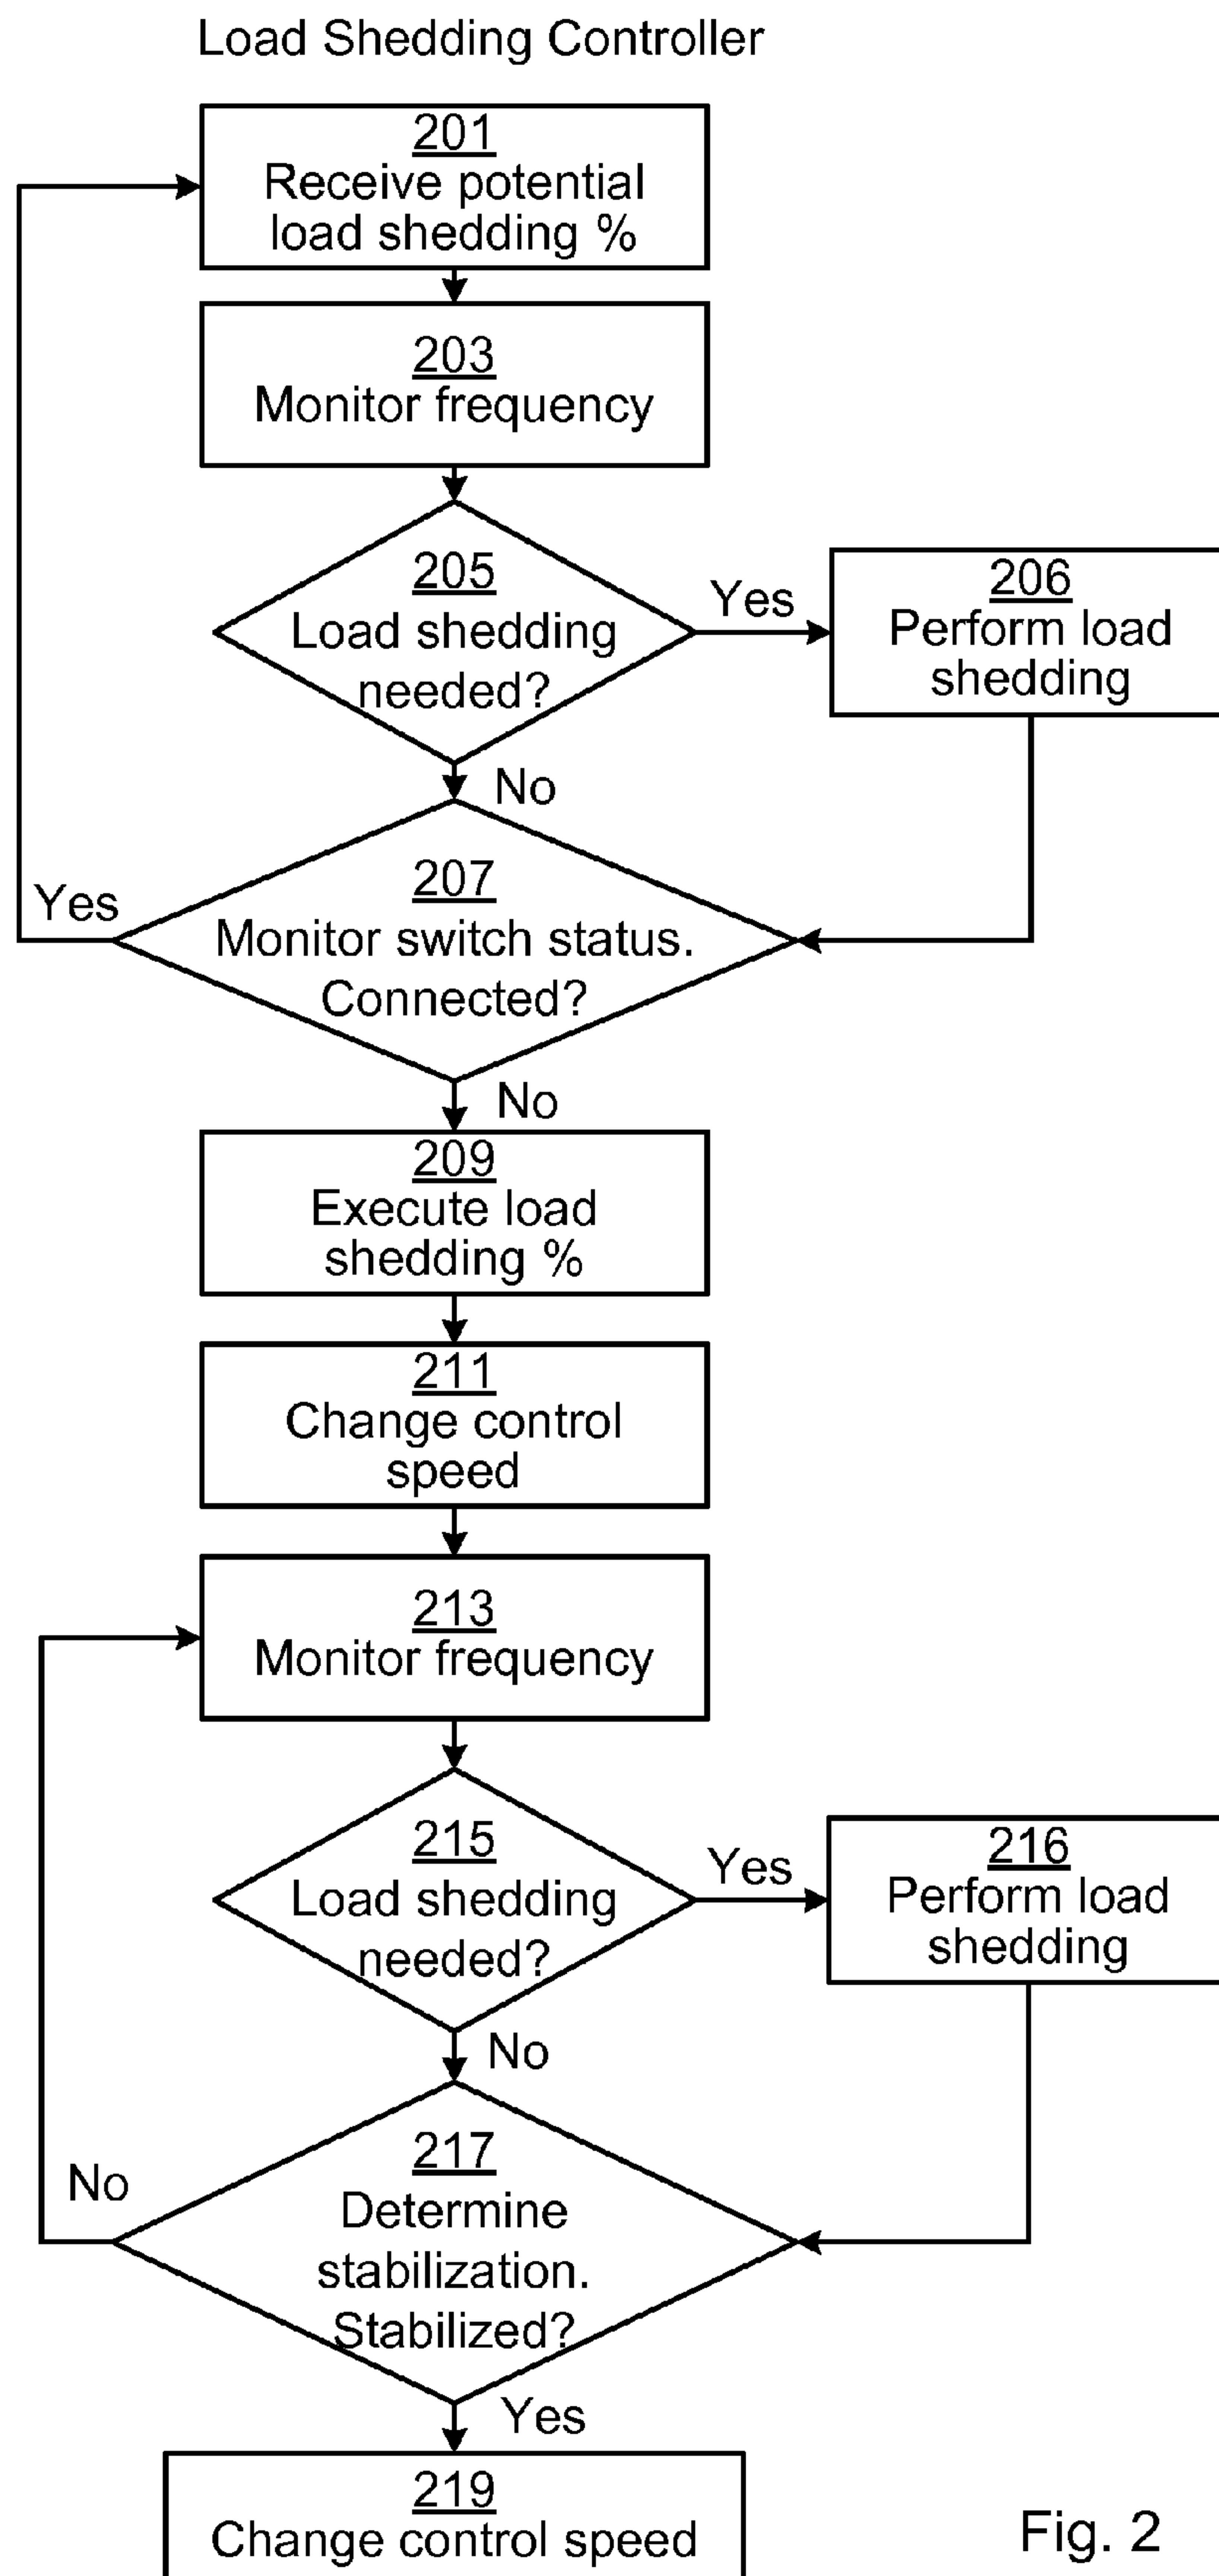 Load Shedding Controller
201
Receive potential
load shedding %
203
Monitor frequency
205
Load shedding
needed?
Yes
206
Perform load
shedding
No
207
Monitor switch status.
Connected?
Yes
No
209
Execute load
shedding %
211
Change control
speed
213
Monitor frequency
215
Load shedding
needed?
Yes
216
Perform load
shedding
No
217
Determine
stabilization.
Stabilized?
No
Yes
219
Change control speed
Fig. 2